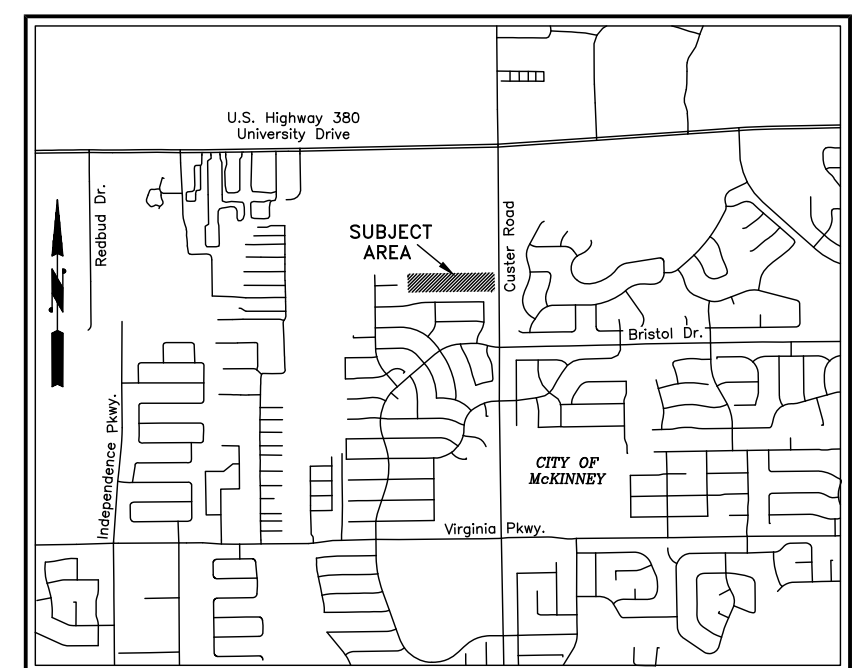 U.S. Highway 380
University Drive
Redbud Dr.
SUBJECT
AREA
Custer Road
N
Bristol Dr.
Independence Pkwy.
CITY OF
McKINNEY
Virginia Pkwy.